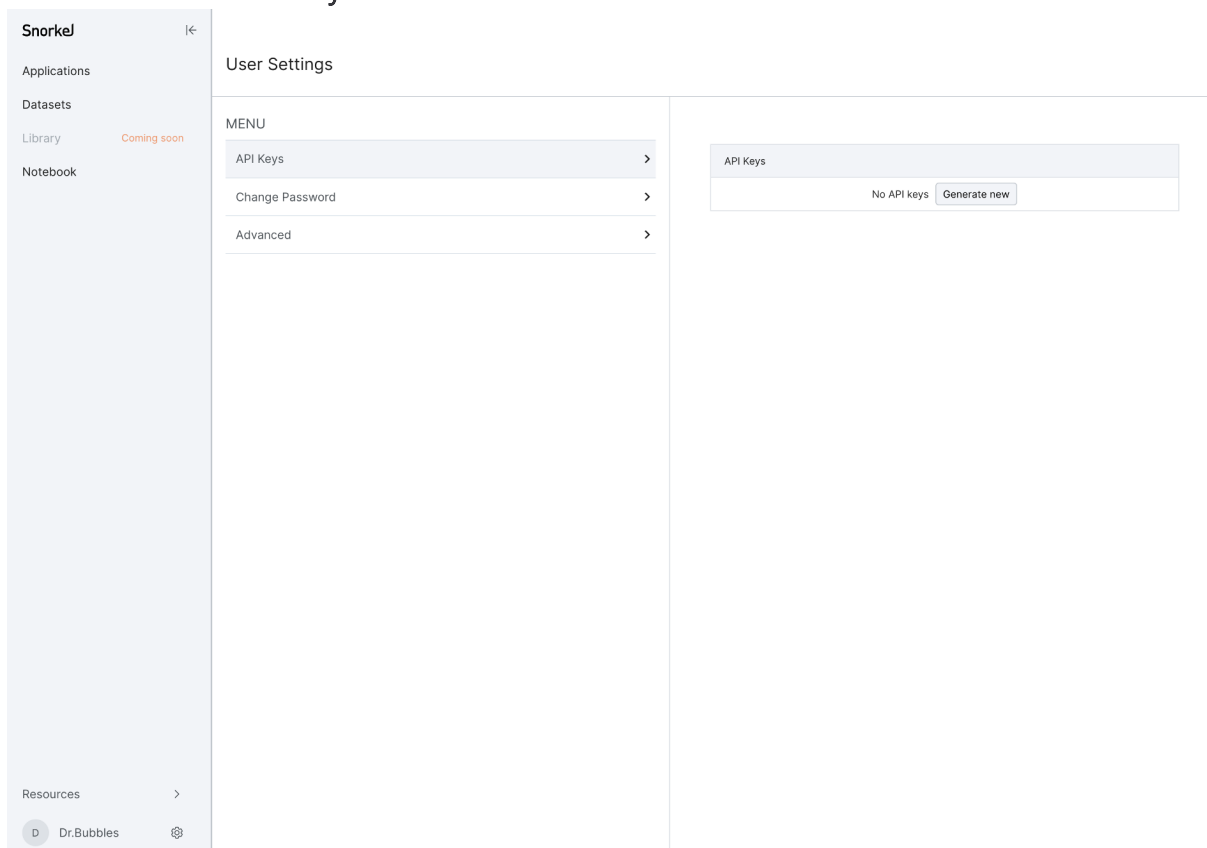 Snorkel
Applications
Datasets
Library Coming soon
Notebook
Resources
D Dr.Bubbles
User Settings
MENU
API Keys
Change Password
Advanced
API Keys
No API keys Generate new